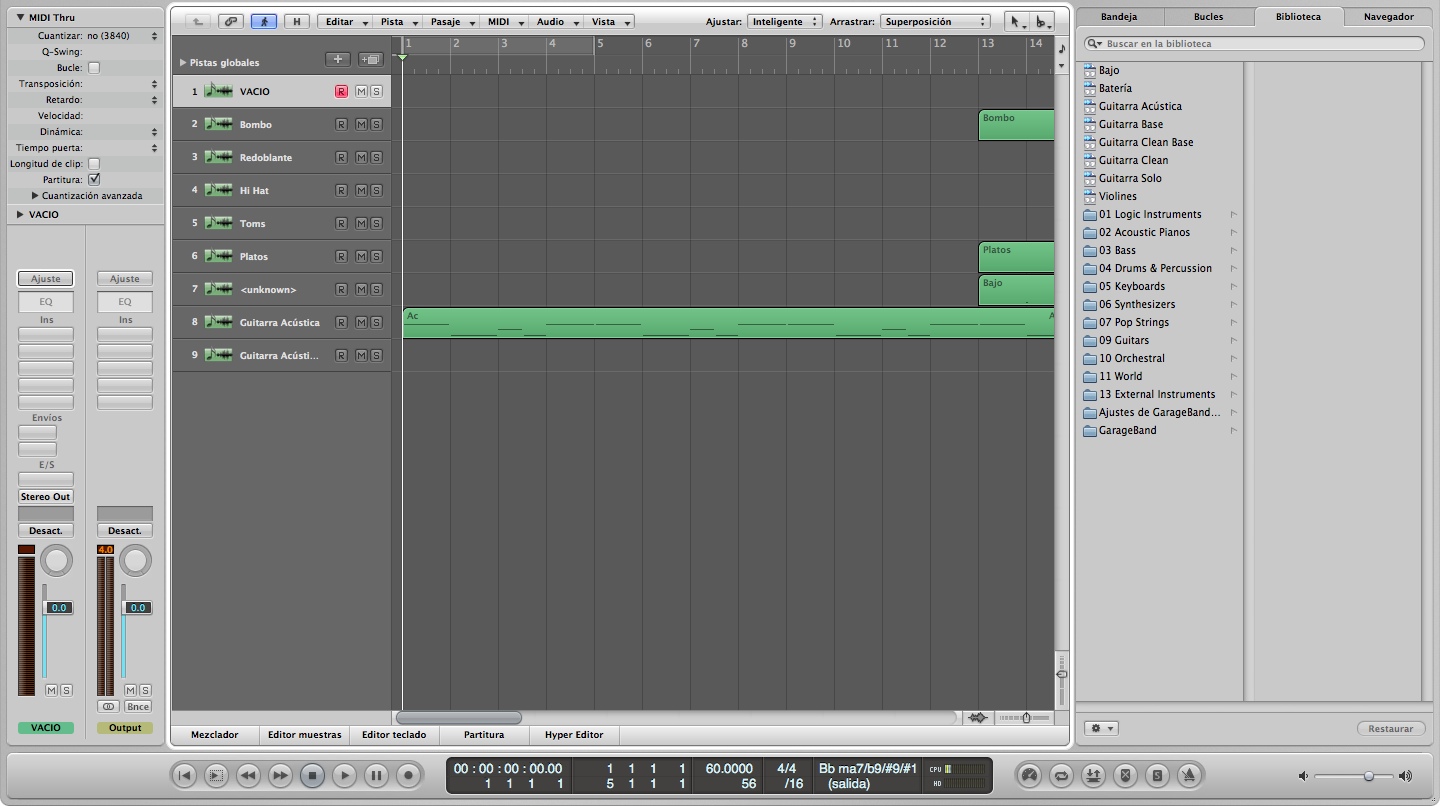 MIDI Thru
Cuantizar: no (3840)
Q-Swing:
Bucle:
Transposición:
Retardo:
Velocidad:
Dinámica:
Tiempo puerta:
Longitud de clip:
Partitura:
Cuantización avanzada
VACIO
Ajuste Ajuste
EQ EQ
Ins Ins
Envíos
E/S
Stereo Out
Desact. Desact.
4.0
0.0 0.0
M S M S
Bnce
VACIO Output
H Editar Pista Pasaje MIDI Audio Vista Ajustar: Inteligente Arrastrar: Superposición
1 2 3 4 5 6 7 8 9 10 11 12 13 14
Pistas globales
1 VACIO R M S
2 Bombo R M S
Bombo
3 Redoblante R M S
4 Hi Hat R M S
5 Toms R M S
6 Platos R M S
Platos
7 <unknown> R M S
Bajo
8 Guitarra Acústica R M S
Ac A
9 Guitarra Acústi... R M S
Mezclador Editor muestras Editor teclado Partitura Hyper Editor
Bandeja Bucles Biblioteca Navegador
Buscar en la biblioteca
Bajo
Batería
Guitarra Acústica
Guitarra Base
Guitarra Clean Base
Guitarra Clean
Guitarra Solo
Violines
01 Logic Instruments
02 Acoustic Pianos
03 Bass
04 Drums & Percussion
05 Keyboards
06 Synthesizers
07 Pop Strings
09 Guitars
10 Orchestral
11 World
13 External Instruments
Ajustes de GarageBand...
GarageBand
Restaurar
00 : 00 : 00 : 00.00 1 1 1 1 60.0000 4/4 Bb ma7/b9/#9/#1 CPU
1 1 1 1 5 1 1 1 56 /16 (salida) HD
S